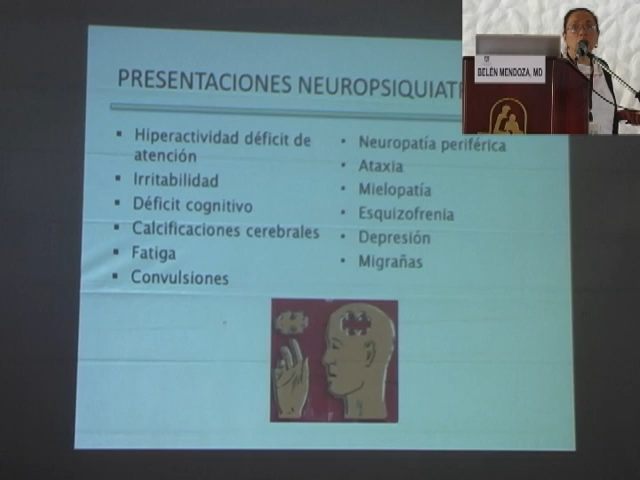 PRESENTACIONES NEUROPSIQUIAT
▪ Hiperactividad déficit de
atención
▪ Irritabilidad
▪ Déficit cognitivo
▪ Calcificaciones cerebrales
▪ Fatiga
▪ Convulsiones
• Neuropatía periférica
• Ataxia
• Mielopatía
• Esquizofrenia
• Depresión
• Migrañas
BELÉN MENDOZA, MD